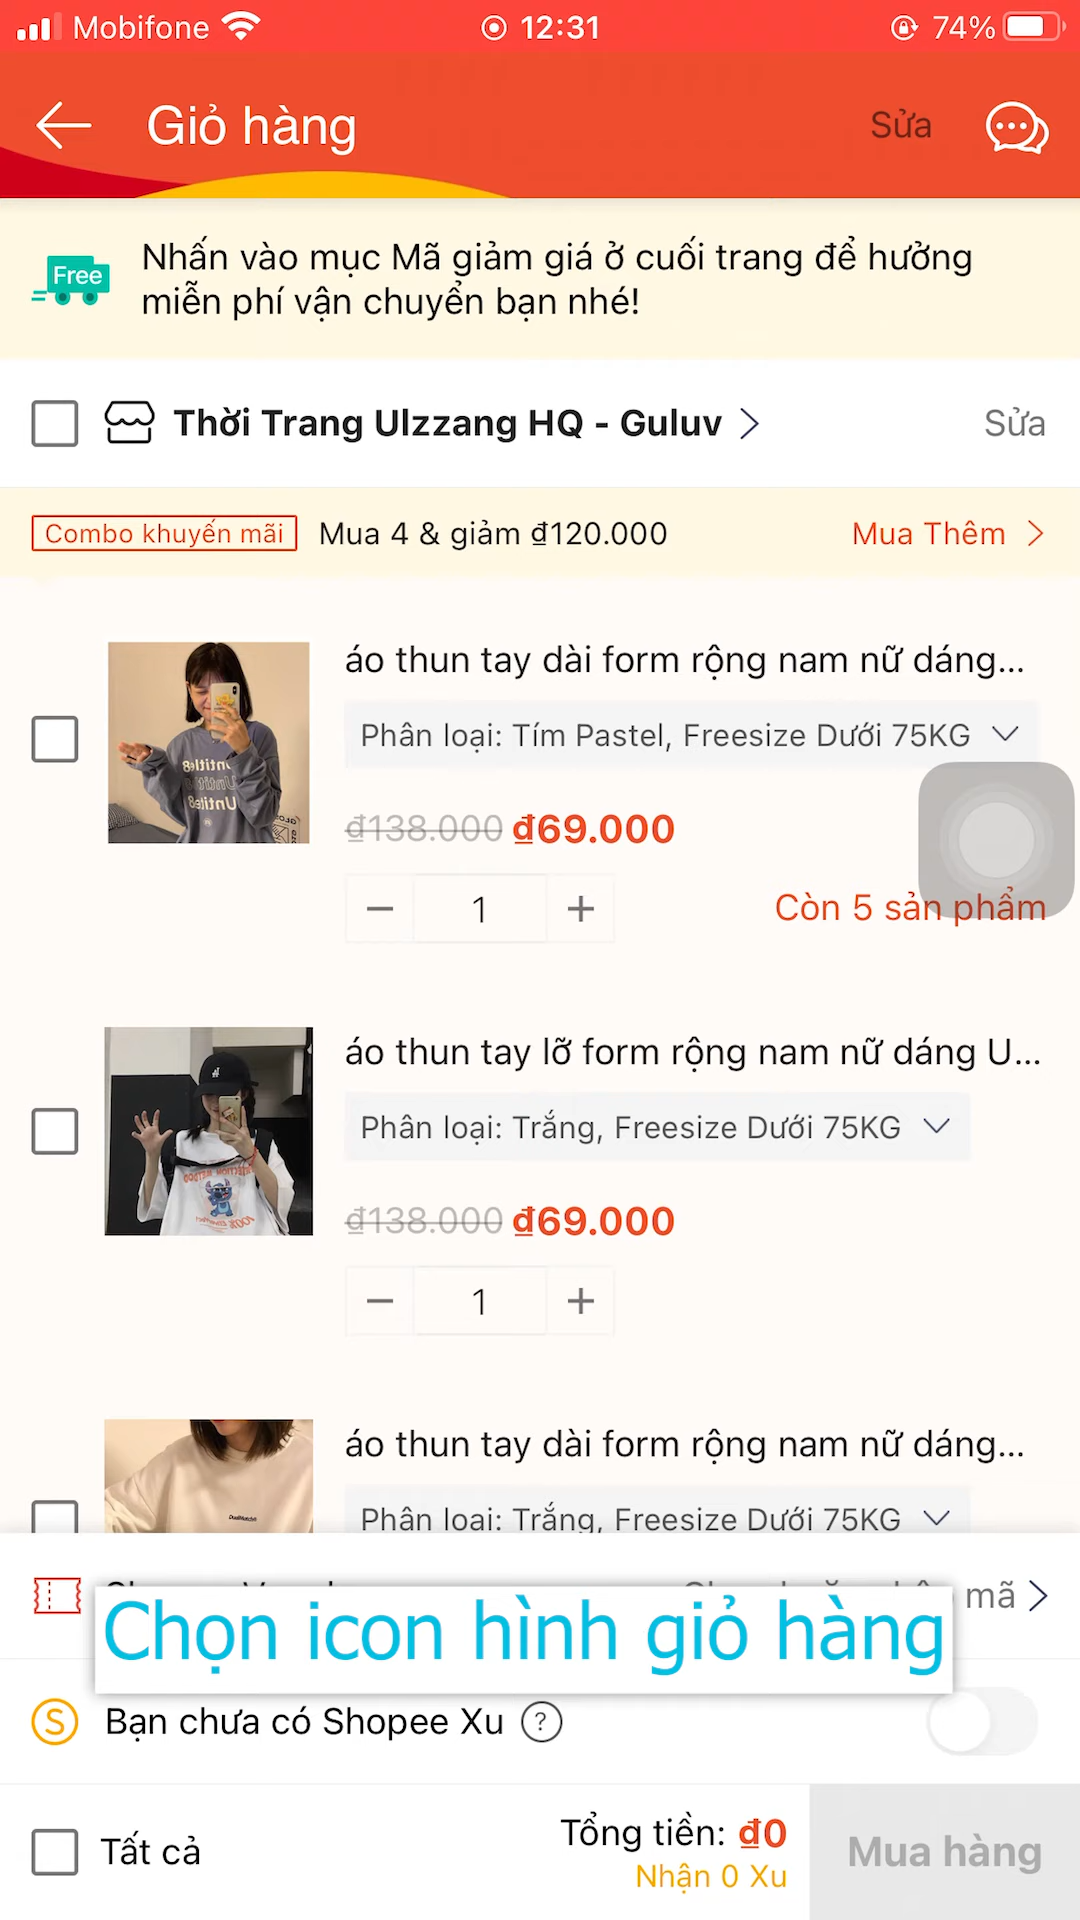 Mobifone 12:31 74%
Giỏ hàng Sửa
Free
Nhấn vào mục Mã giảm giá ở cuối trang để hưởng
miễn phí vận chuyển bạn nhé!
Thời Trang Ulzzang HQ - Guluv Sửa
Combo khuyến mãi Mua 4 & giảm ₫120.000 Mua Thêm
áo thun tay dài form rộng nam nữ dáng...
Phân loại: Tím Pastel, Freesize Dưới 75KG
₫138.000 ₫69.000
1
Còn 5 sản phẩm
áo thun tay lỡ form rộng nam nữ dáng U...
Phân loại: Trắng, Freesize Dưới 75KG
₫138.000 ₫69.000
1
áo thun tay dài form rộng nam nữ dáng...
Phân loại: Trắng, Freesize Dưới 75KG
mã
Chọn icon hình giỏ hàng
Bạn chưa có Shopee Xu ?
Tất cả
Tổng tiền: ₫0
Nhận 0 Xu
Mua hàng